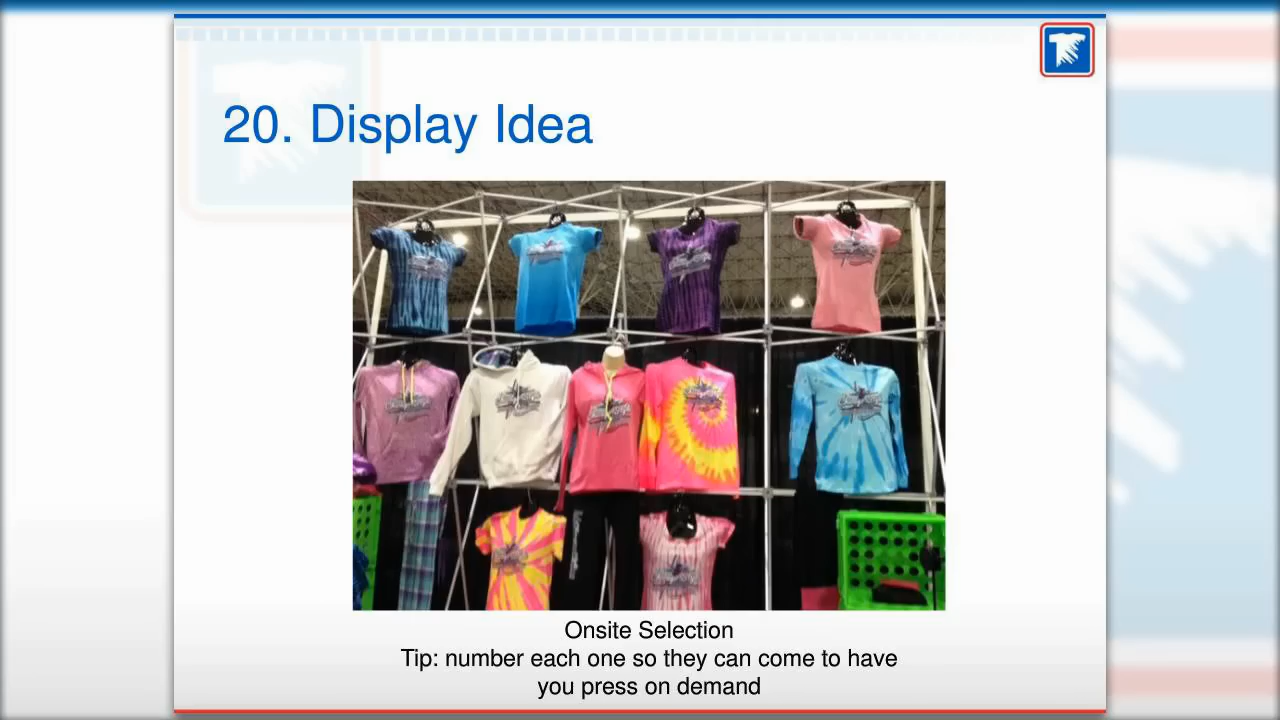 20. Display Idea
Onsite Selection
Tip: number each one so they can come to have
you press on demand